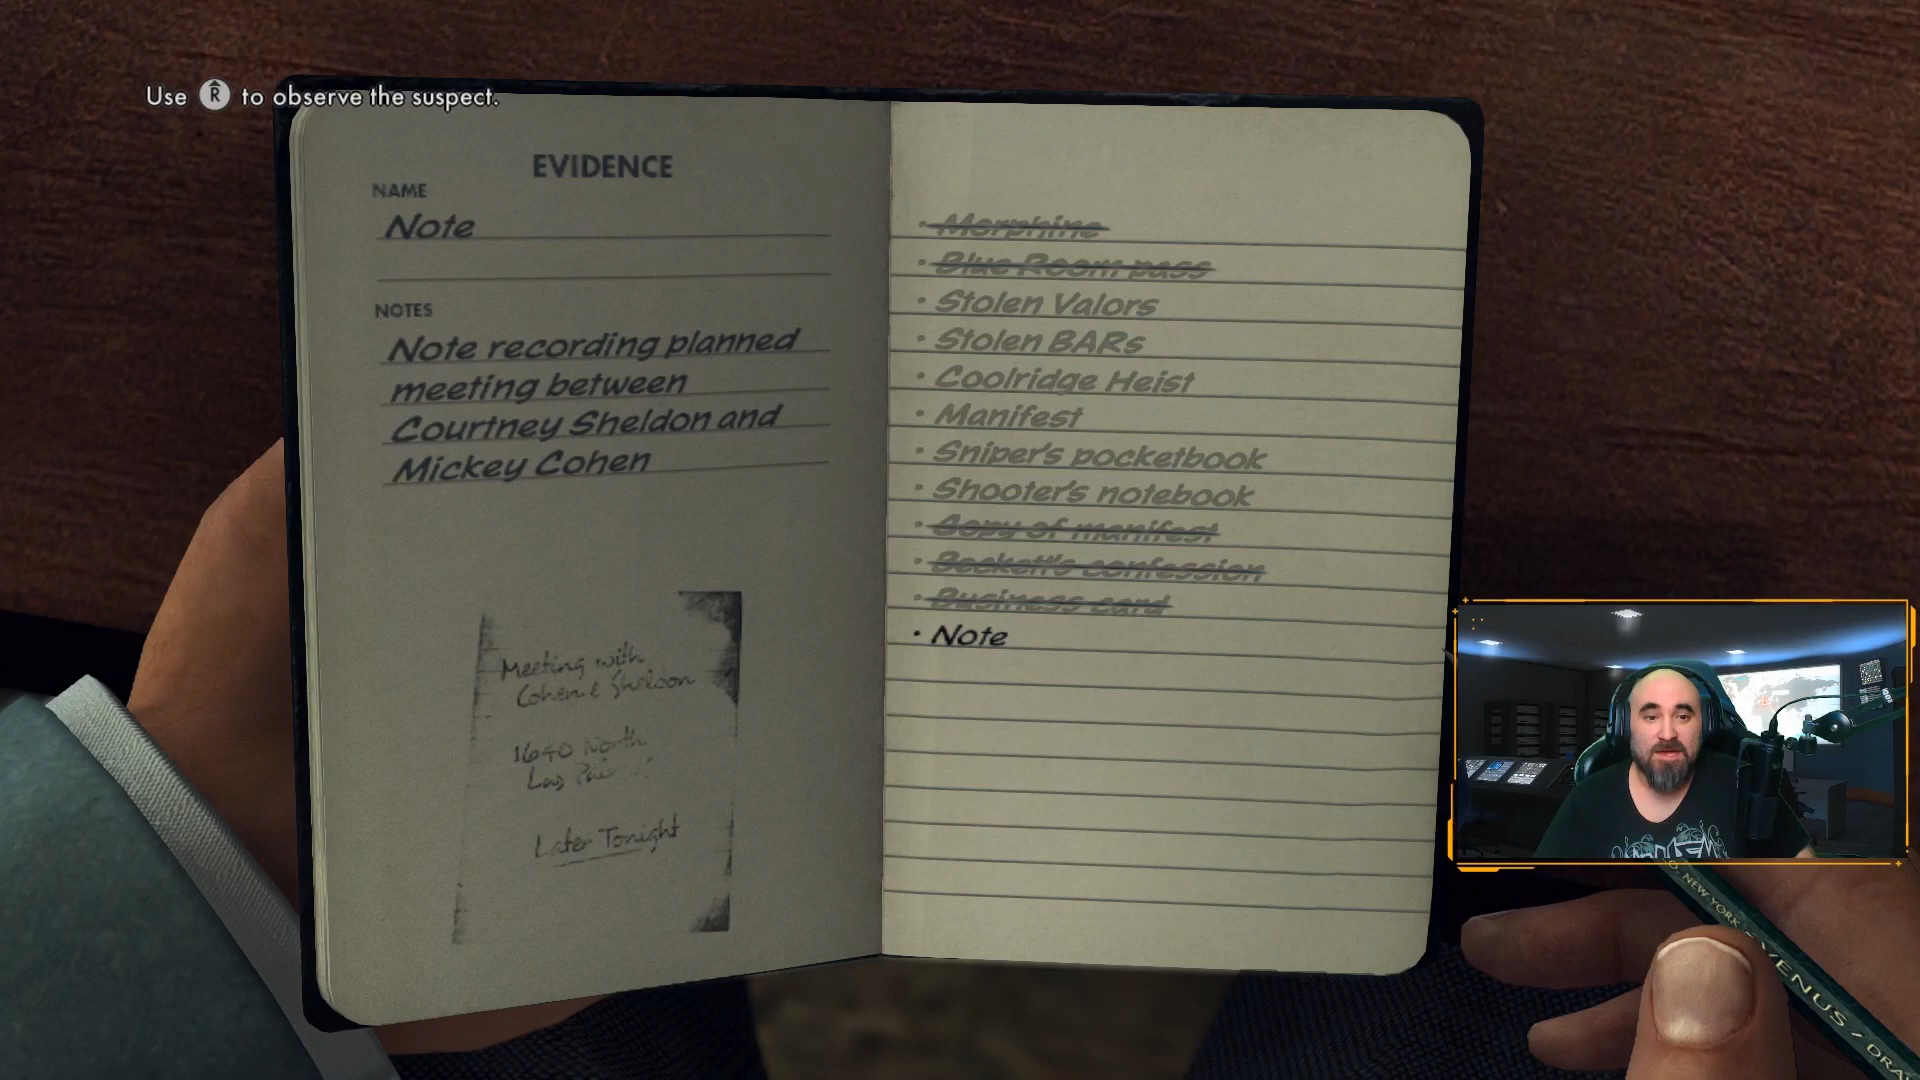 Use R to observe the suspect.
EVIDENCE
NAME
Note
NOTES
Note recording planned
meeting between
Courtney Sheldon and
Mickey Cohen
Meeting with
Cohen & Sheldon
1640 North
Las
Later Tonight
· Morphine
· Blue Room pass
· Stolen Valors
· Stolen BARs
· Coolridge Heist
· Manifest
· Sniper's pocketbook
· Shooter's notebook
· Copy of manifest
· Beckett's confession
· Business card
· Note
NEW YORK
VENUS / DRA